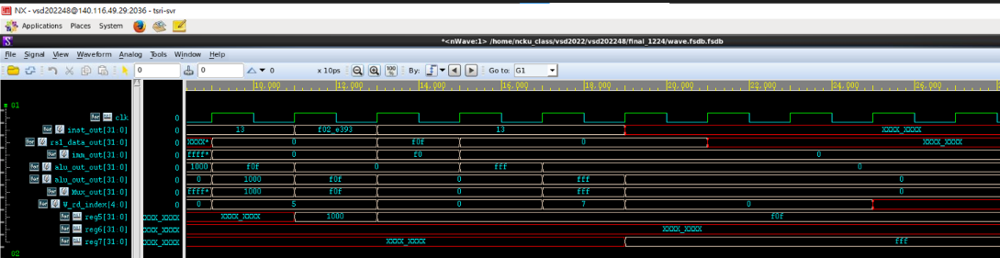 NX - vsd202248@140.116.49.29:2036 - tsri-svr
Applications Places System
*<nWave:1> /home/ncku_class/vsd2022/vsd202248/final_1224/wave.fsdb.fsdb
File Signal View Waveform Analog Tools Window Help
0 0 0 x 10ps 100 % By: Go to: G1
10.000 12.000 14.000 16.000 18.000 20.000 22.000 24.000 26.000
G1
clk 0
inst_out[31:0] 0 13 f02_e393 13 XXXX_XXXX
rs1_data_out[31:0] 0 XXXX* 0 f0f 0 XXXX_XXXX
imm_out[31:0] 0 ffff* 0 f0 0
alu_out_out[31:0] 0 1000 f0f 0 fff 0
alu_out_out[31:0] 0 0 1000 f0f 0 fff 0 0
Mux_out[31:0] 0 ffff* 1000 f0f 0 fff 0 0
W_rd_index[4:0] 0 0 5 0 7 0
reg5[31:0] XXXX_XXXX XXXX_XXXX 1000 f0f
reg6[31:0] XXXX_XXXX XXXX_XXXX
reg7[31:0] XXXX_XXXX XXXX_XXXX fff
G2